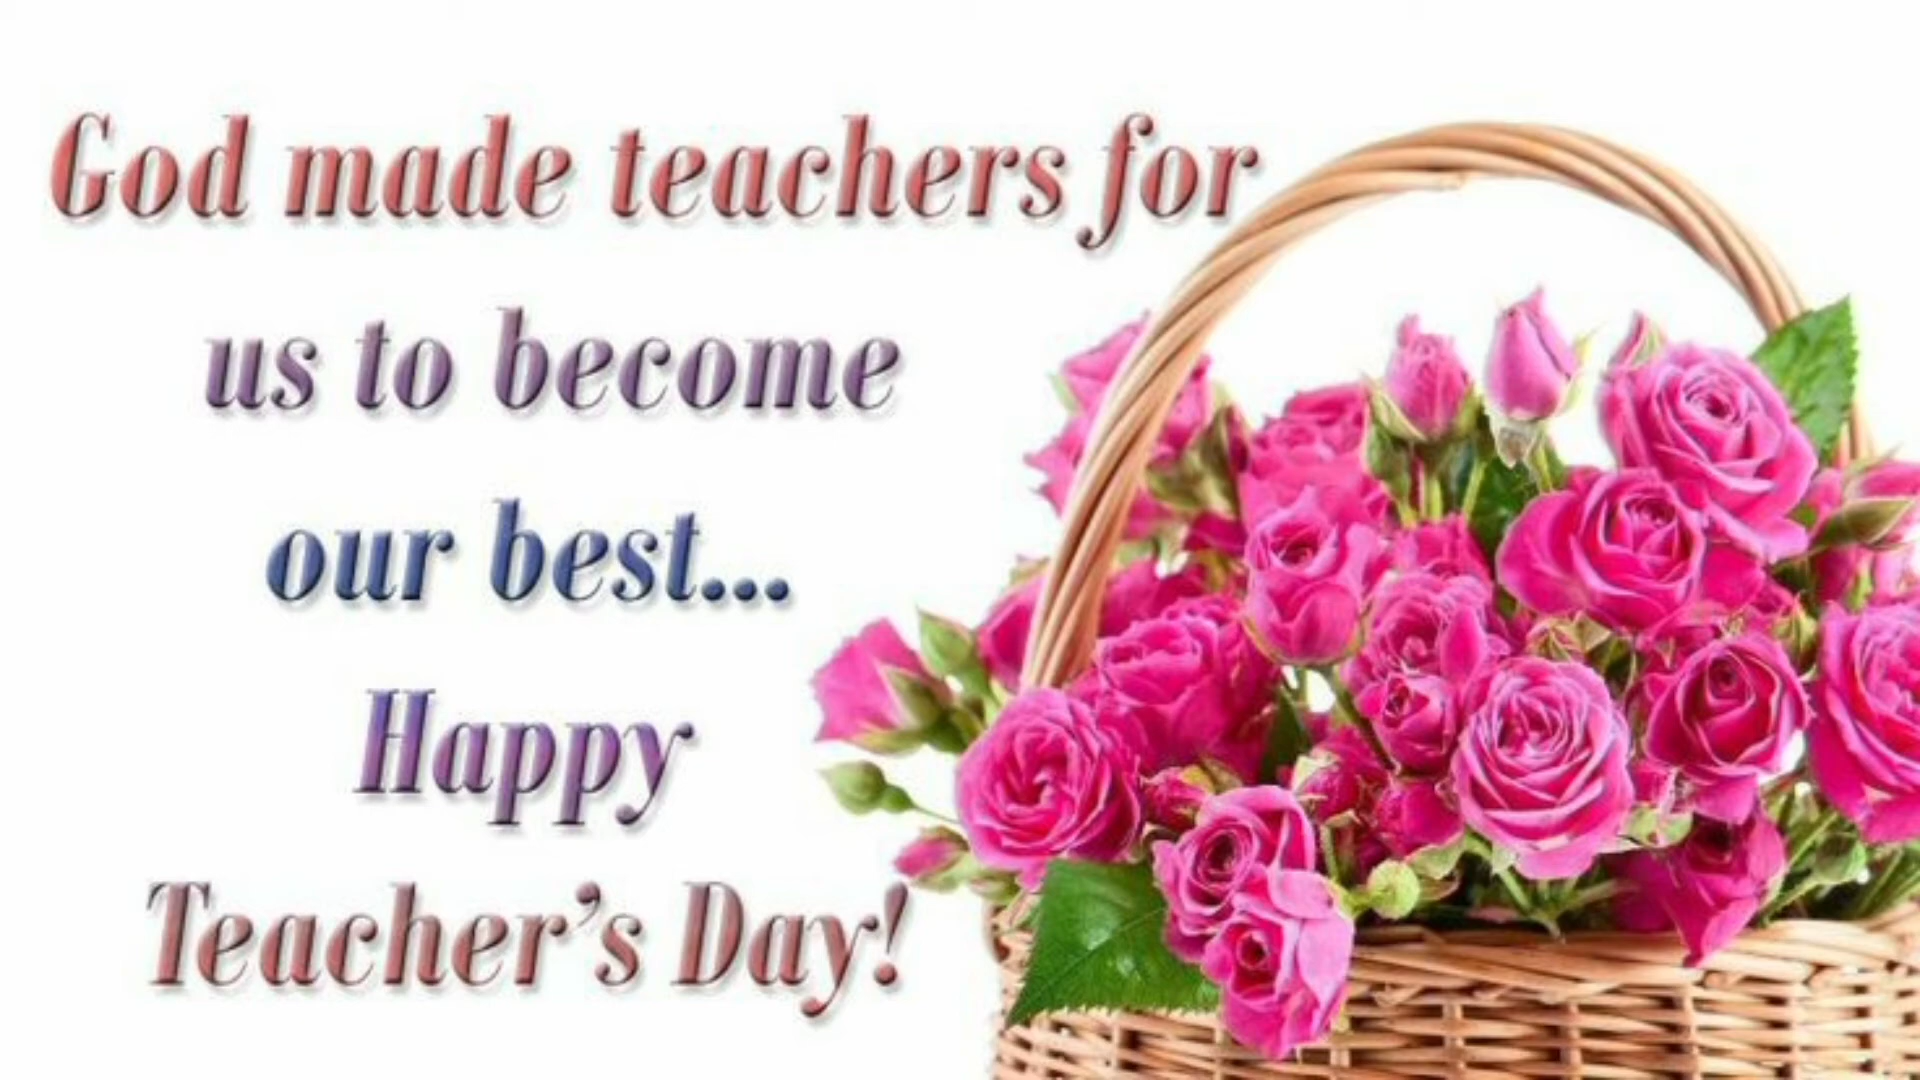 God made teachers for
us to become
our best...
Happy
Teacher’s Day!